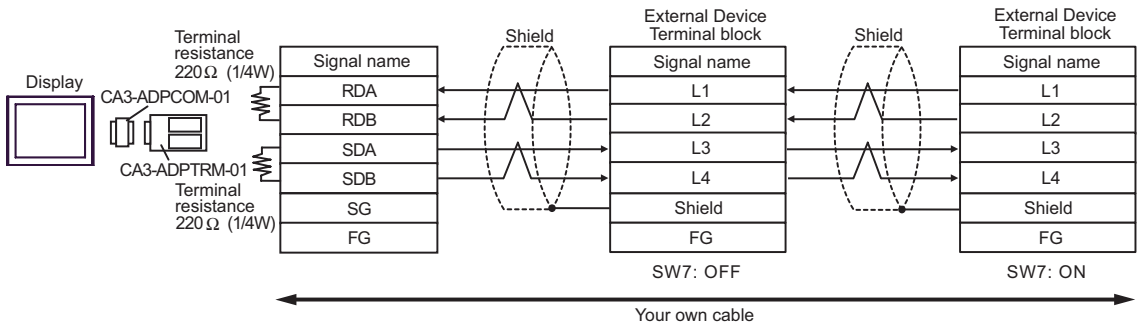 Display
CA3-ADPCOM-01
CA3-ADPTRM-01
Terminal
resistance
220Ω (1/4W)
Terminal
resistance
220Ω (1/4W)
Signal name
RDA
RDB
SDA
SDB
SG
FG
Shield
External Device
Terminal block
Signal name
L1
L2
L3
L4
Shield
FG
SW7: OFF
Shield
External Device
Terminal block
Signal name
L1
L2
L3
L4
Shield
FG
SW7: ON
Your own cable